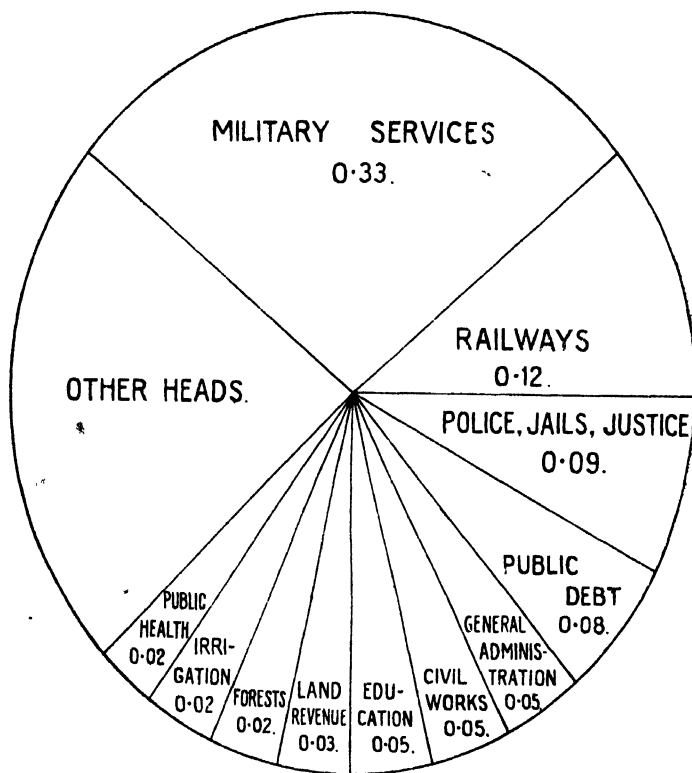 MILITARY SERVICES
0·33.
RAILWAYS
0·12.
OTHER HEADS.
POLICE, JAILS, JUSTICE
0·09.
PUBLIC
DEBT
0·08.
GENERAL
ADMINIS-
TRATION
0·05
CIVIL
WORKS
0·05.
EDU-
CATION
0·05.
LAND
REVENUE
0·03.
FORESTS
0·02.
IRRI-
GATION
0·02
PUBLIC
HEALTH
0·02